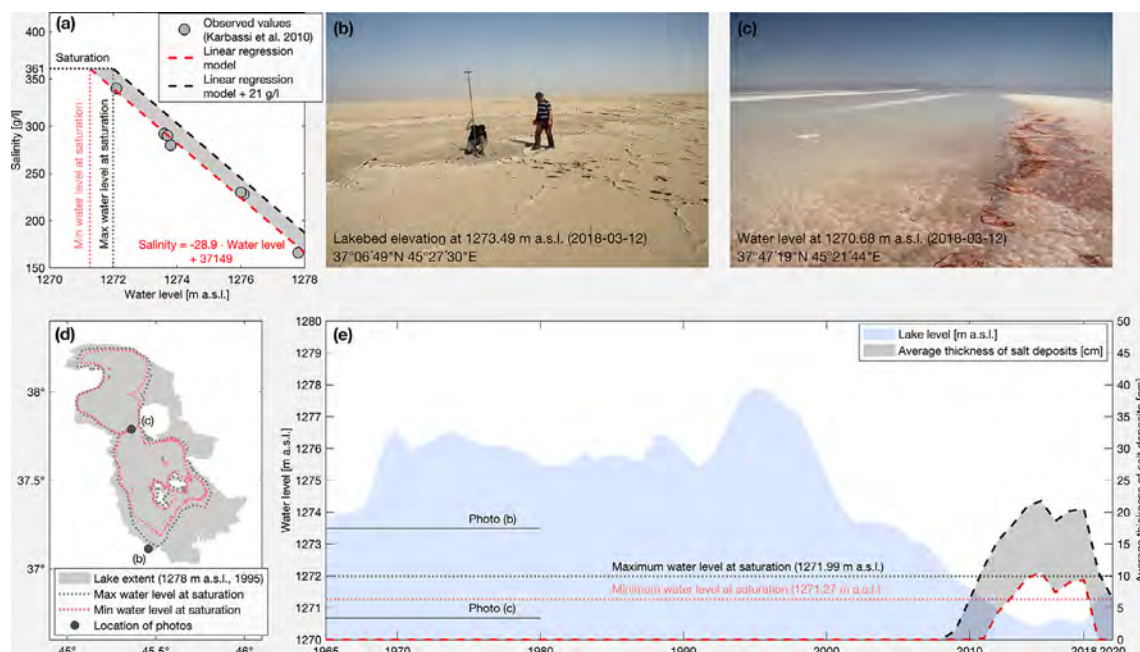 (a)
Observed values
(Karbassi et al. 2010)
Linear regression
model
Linear regression
model + 21 g/l
Saturation
361
350
300
250
200
150
Salinity [g/l]
Min water level at saturation
Max water level at saturation
Salinity = -28.9 · Water level
+ 37149
1270 1272 1274 1276 1278
Water level [m a.s.l.]
(b)
Lakebed elevation at 1273.49 m a.s.l. (2018-03-12)
37°06´49"N 45°27´30"E
(c)
Water level at 1270.68 m a.s.l. (2018-03-12)
37°47´19"N 45°21´44"E
(d)
38°
37.5°
37°
(c)
(b)
Lake extent (1278 m a.s.l., 1995)
Max water level at saturation
Min water level at saturation
Location of photos
45° 45.5° 46°
(e)
Lake level [m a.s.l.]
Average thickness of salt deposits [cm]
1280
1279
1278
1277
1276
1275
1274
1273
1272
1271
1270
Water level [m a.s.l.]
Photo (b)
Maximum water level at saturation (1271.99 m a.s.l.)
Minimum water level at saturation (1271.27 m a.s.l.)
Photo (c)
1965 1970 1980 1990 2000 2010 2018 2020
50
45
40
35
30
25
20
15
10
5
0
Average thickness of salt deposits [cm]